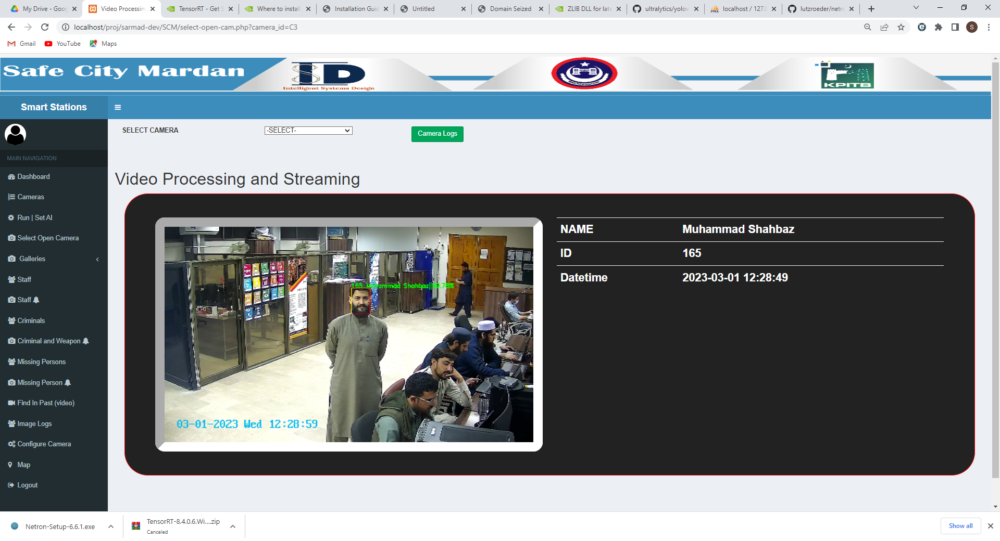 My Drive - Goog
Video Processin
TensorRT - Get S
Where to install
Installation Guid
Untitled
Domain Seized
ZLIB DLL for late
ultralytics/yolov
localhost / 127.0
lutzroeder/netro
localhost/proj/sarmad-dev/SCM/select-open-cam.php?camera_id=C3
S
Gmail
YouTube
Maps
Safe City Mardan
ISD
Intelligent Systems Design
KPITB
Smart Stations
SELECT CAMERA
-SELECT-
Camera Logs
MAIN NAVIGATION
Dashboard
Cameras
Run | Set AI
Select Open Camera
Galleries
Staff
Staff
Criminals
Criminal and Weapon
Missing Persons
Missing Person
Find In Past (video)
Image Logs
Configure Camera
Map
Logout
Video Processing and Streaming
165 Muhammad Shahbaz
03-01-2023 Wed 12:28:59
NAME Muhammad Shahbaz
ID 165
Datetime 2023-03-01 12:28:49
Netron-Setup-6.6.1.exe
TensorRT-8.4.0.6.Wi....zip
Canceled
Show all